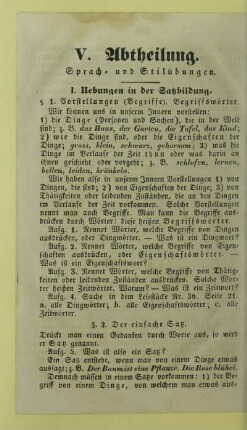 V. Abtheilung.
Sprach- und Stilübungen.
I. Uebungen in der Satzbildung.
§ 1. Vorstellungen (Begriffe). Begriffswörter.
Wir können uns in unserm Innern vorstellen:
1) die Dinge (Personen und Sachen), die in der Welt
sind; z. B. das Haus, der Garten, die Tafel, das Kind;
2) wie die Dinge sind, oder die Eigenschaften der
Dinge; gross, klein, schwarz, gehorsam; 3) was die
Dinge im Verlaufe der Zeit thun oder was darin an
ihnen geschieht oder vorgeht; z. B. schlafen, lernen,
bellen, leiden, kränkeln.
Wir haben also in unserm Innern Vorstellungen 1) von
Dingen, die sind; 2) von Eigenschaften der Dinge; 3) von
Thätigkeiten oder leidenden Zuständen, die an den Dingen
im Verlaufe der Zeit vorkommen. Solche Vorstellungen
nennt man auch Begriffe. Man kann die Begriffe aus-
drücken durch Wörter: dies heißen Begriffswörter.
Aufg. 1. Nennet Wörter, welche Begriffe von Dingen
ausdrücken, oder Dingwörter. — Was ist ein Dingwort?
Aufg. 2. Nennet Wörter, welche Begriffe von Eigen-
schaften ausdrücken, oder Eigenschaftswörter. —
Was ist ein Eigenschaftswort?
Aufg. 3. Nennet Wörter, welche Begriffe von Thätig-
keiten oder leidenden Zuständen ausdrücken. Solche Wör-
ter heißen Zeitwörter. Warum? — Was ist ein Zeitwort?
Aufg. 4. Suche in dem Lesestücke Nr. 36. Seite 21.
a. alle Dingwörter; b. alle Eigenschaftswörter; c. alle
Zeitwörter.
§. 2. Der einfache Satz.
Drückt man einen Gedanken durch Worte aus, so wird
er Satz genannt.
Aufg. 5. Was ist also ein Satz?
Ein Satz entsteht, wenn man von einem Dinge etwas
aussagt; z. B. Der Baum ist eine Pflanze. Die Rose blühet.
Demnach müssen in einem Satze vorkommen: 1) der Be-
griff von einem Dinge, von welchem man etwas